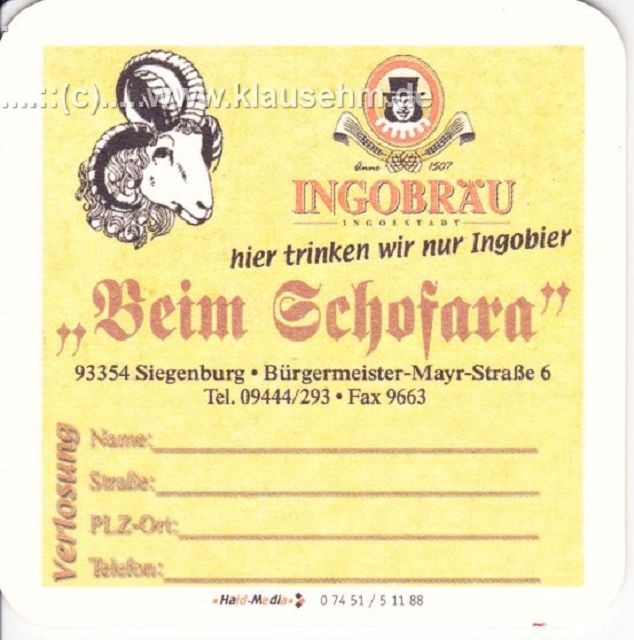 ....::(c)....www.klausehm.de
Anno 1507
INGOBRÄU
INGOLSTADT
hier trinken wir nur Ingobier
„Beim Schofara”
93354 Siegenburg • Bürgermeister-Mayr-Straße 6
Tel. 09444/293 • Fax 9663
Verlosung
Name:
Straße:
PLZ-Ort:
Telefon:
Haid-Media 0 74 51 / 5 11 88